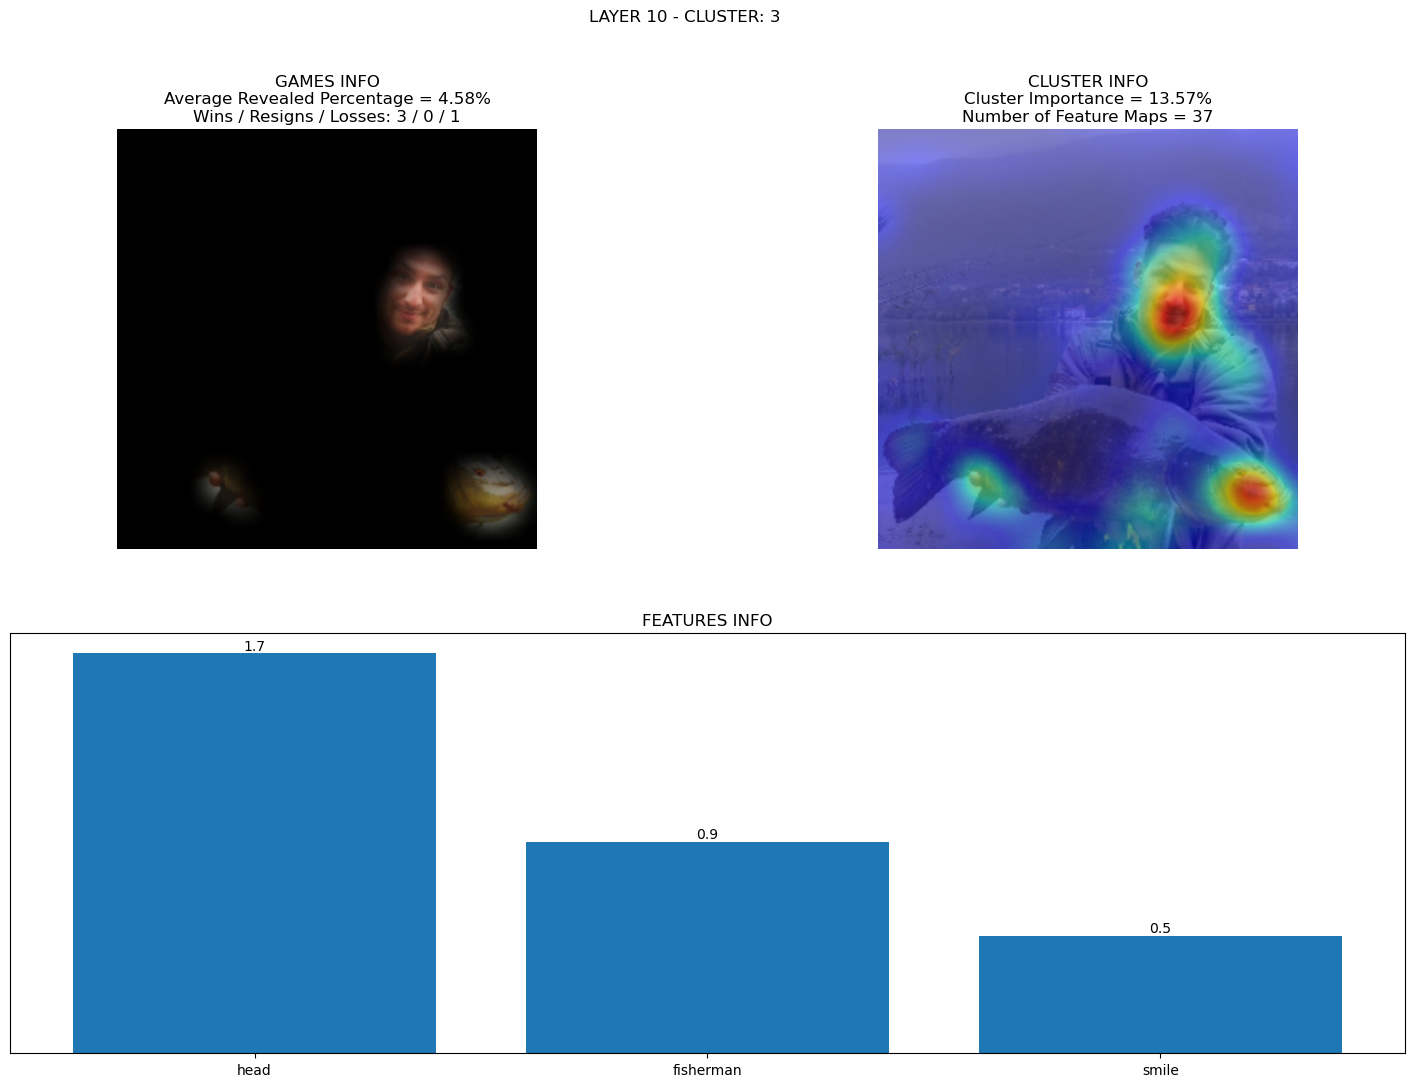 LAYER 10 - CLUSTER: 3
GAMES INFO
Average Revealed Percentage = 4.58%
Wins / Resigns / Losses: 3 / 0 / 1
CLUSTER INFO
Cluster Importance = 13.57%
Number of Feature Maps = 37
FEATURES INFO
1.7
0.9
0.5
head
fisherman
smile